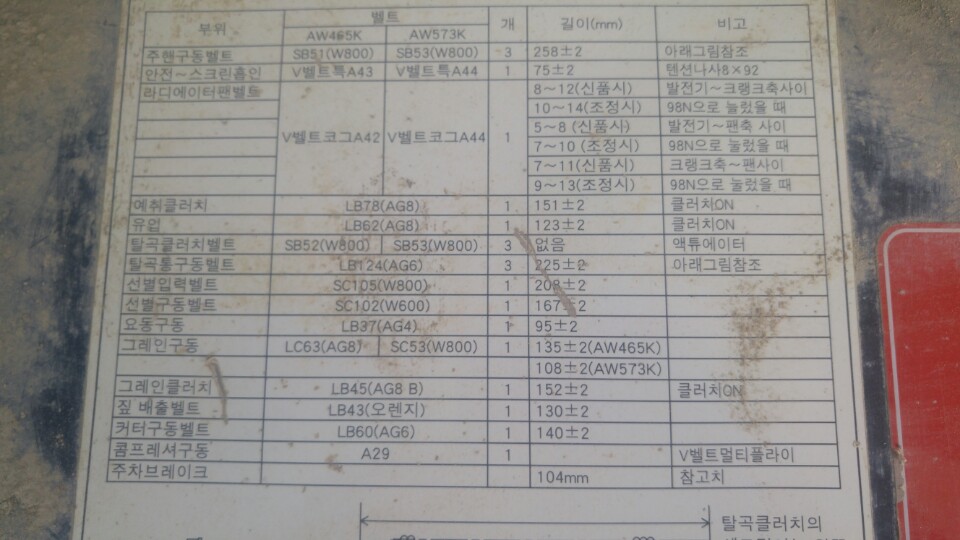 부위 벨트 개 길이(mm) 비고
AW465K AW573K
주행구동벨트 SB51(W800) SB53(W800) 3 258±2 아래그림참조
안전~스크린흡인 V벨트특A43 V벨트특A44 1 75±2 텐션나사8×92
라디에이터팬벨트 V벨트코그A42 V벨트코그A44 1 8~12(신품시) 발전기~크랭크축사이
10~14(조정시) 98N으로 눌렀을 때
5~8 (신품시) 발전기~팬축 사이
7~10 (조정시) 98N으로 눌렀을 때
7~11(신품시) 크랭크축~팬사이
9~13(조정시) 98N으로 눌렀을 때
예취클러치 LB78(AG8) 1 151±2 클러치ON
유압 LB62(AG8) 1 123±2 클러치ON
탈곡클러치벨트 SB52(W800) SB53(W800) 3 없음 액튜에이터
탈곡통구동벨트 LB124(AG6) 3 225±2 아래그림참조
선별입력벨트 SC105(W800) 1 208±2
선별구동벨트 SC102(W600) 1 167±2
요동구동 LB37(AG4) 1 95±2
그레인구동 LC63(AG8) SC53(W800) 1 135±2(AW465K)
108±2(AW573K)
그레인클러치 LB45(AG8 B) 1 152±2 클러치ON
짚 배출벨트 LB43(오렌지) 1 130±2
커터구동벨트 LB60(AG6) 1 140±2
콤프레셔구동 A29 1 V벨트멀티플라이
주차브레이크 104mm 참고치
탈곡클러치의